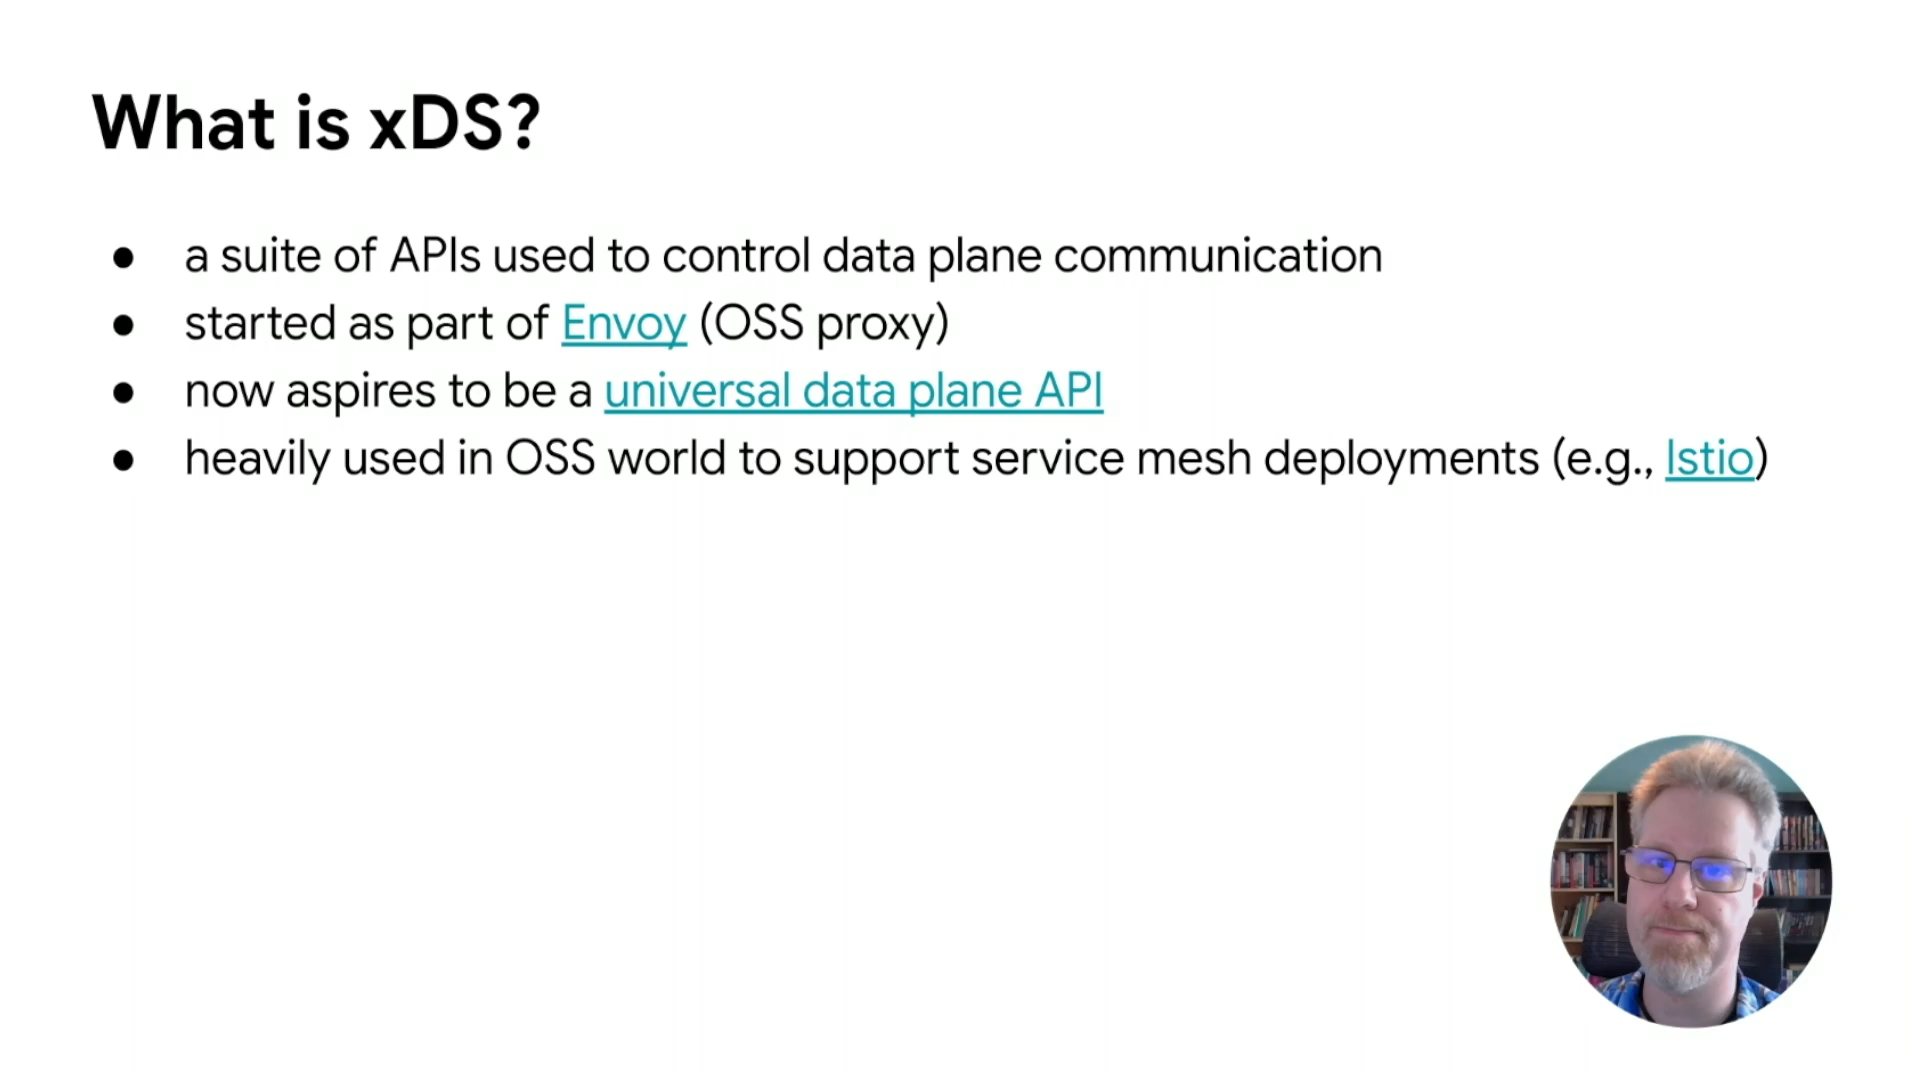 What is xDS?
● a suite of APIs used to control data plane communication
● started as part of Envoy (OSS proxy)
● now aspires to be a universal data plane API
● heavily used in OSS world to support service mesh deployments (e.g., Istio)